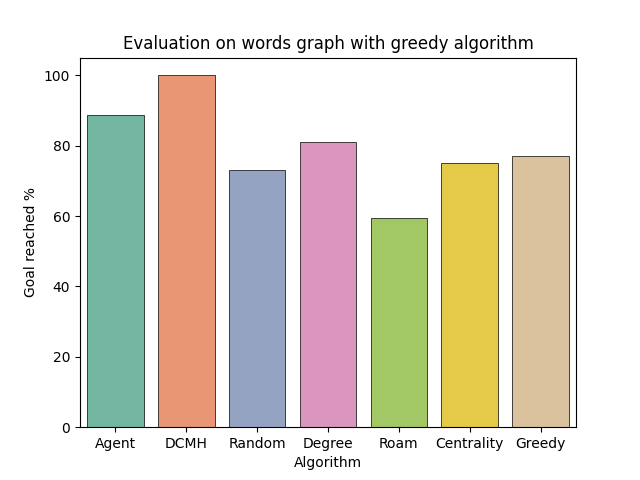 Evaluation on words graph with greedy algorithm
Goal reached %
100
80
60
40
20
0
Agent DCMH Random Degree Roam Centrality Greedy
Algorithm